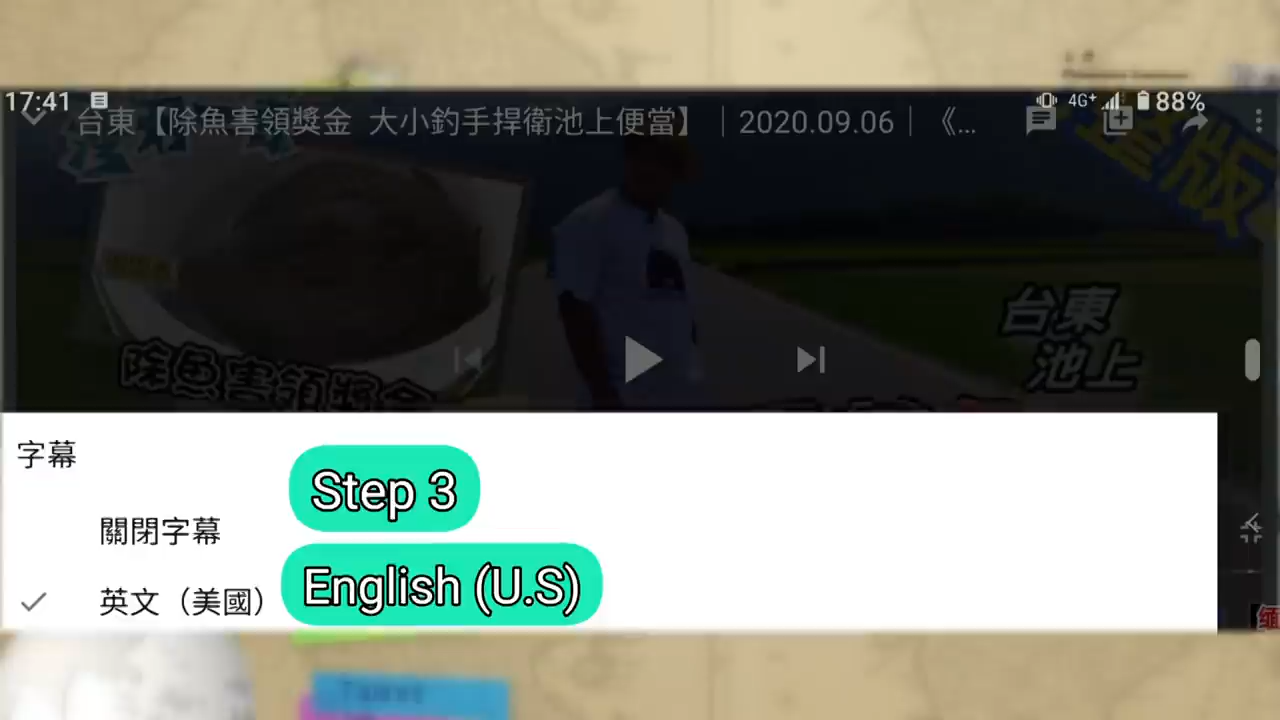 17:41
4G+
88%
台東【除魚害領獎金 大小釣手捍衛池上便當】｜2020.09.06｜《...
整版
台東
池上
除魚害領獎金
字幕
Step 3
關閉字幕
英文（美國）
English (U.S)